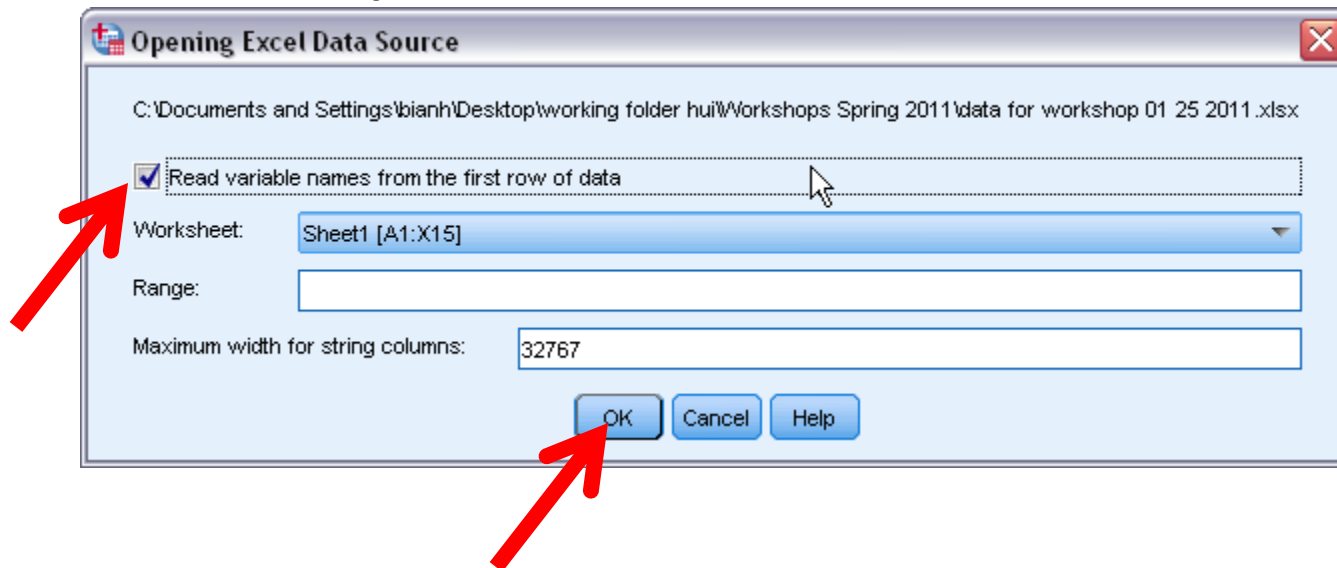 Opening Excel Data Source
C:\Documents and Settings\bianh\Desktop\working folder hui\Workshops Spring 2011\data for workshop 01 25 2011.xlsx
Read variable names from the first row of data
Worksheet: Sheet1 [A1:X15]
Range:
Maximum width for string columns: 32767
OK Cancel Help